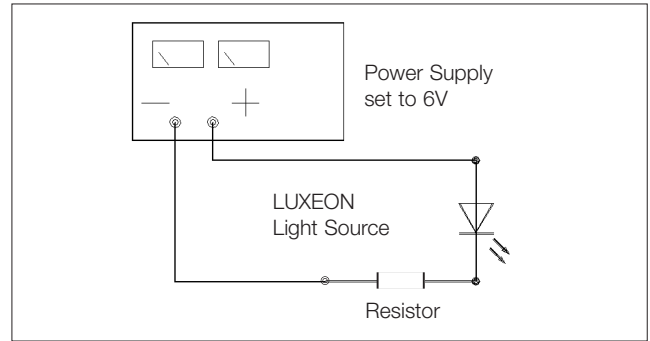 Power Supply
set to 6V
— +
LUXEON
Light Source
Resistor